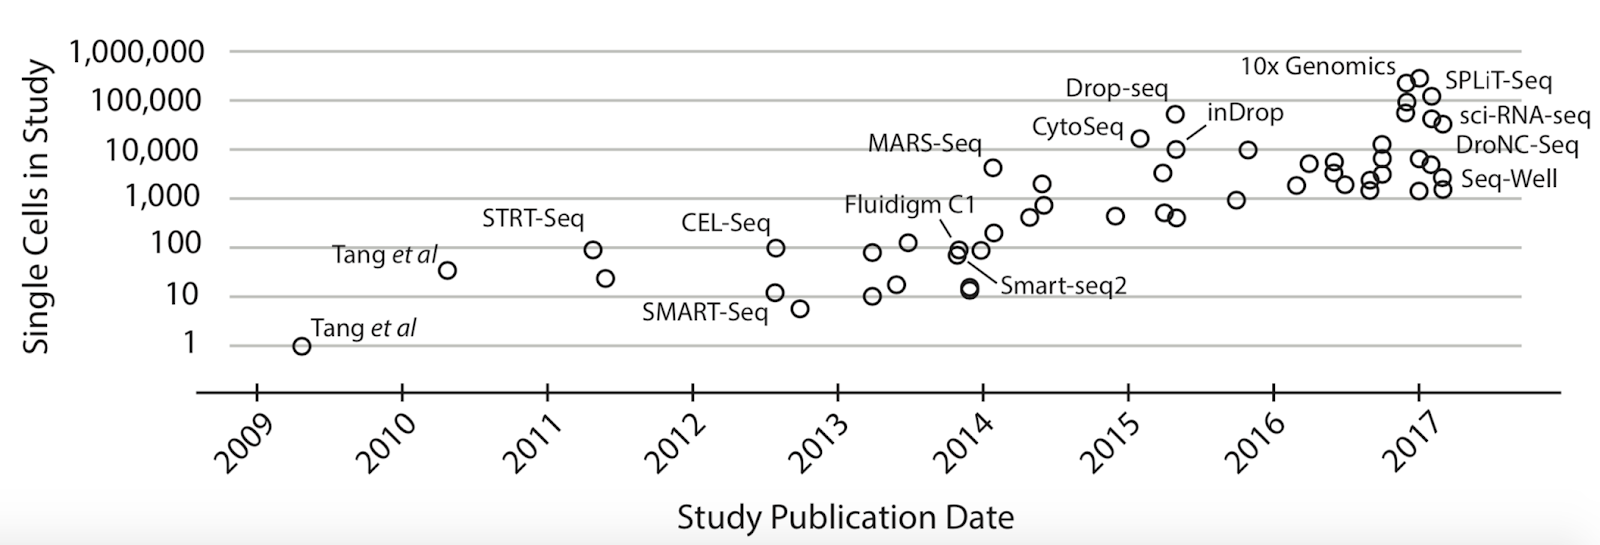 Single Cells in Study
1,000,000
100,000
10,000
1,000
100
10
1
Tang et al
Tang et al
STRT-Seq
CEL-Seq
SMART-Seq
Fluidigm C1
Smart-seq2
MARS-Seq
CytoSeq
Drop-seq
inDrop
10x Genomics
SPLiT-Seq
sci-RNA-seq
DroNC-Seq
Seq-Well
2009
2010
2011
2012
2013
2014
2015
2016
2017
Study Publication Date